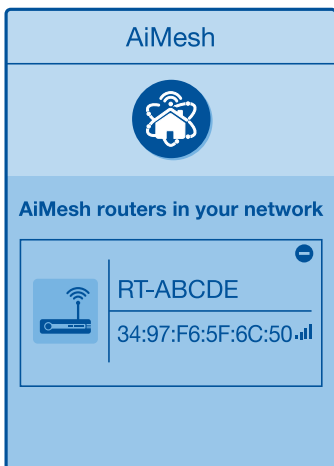 AiMesh
AiMesh routers in your network
RT-ABCDE
34:97:F6:5F:6C:50